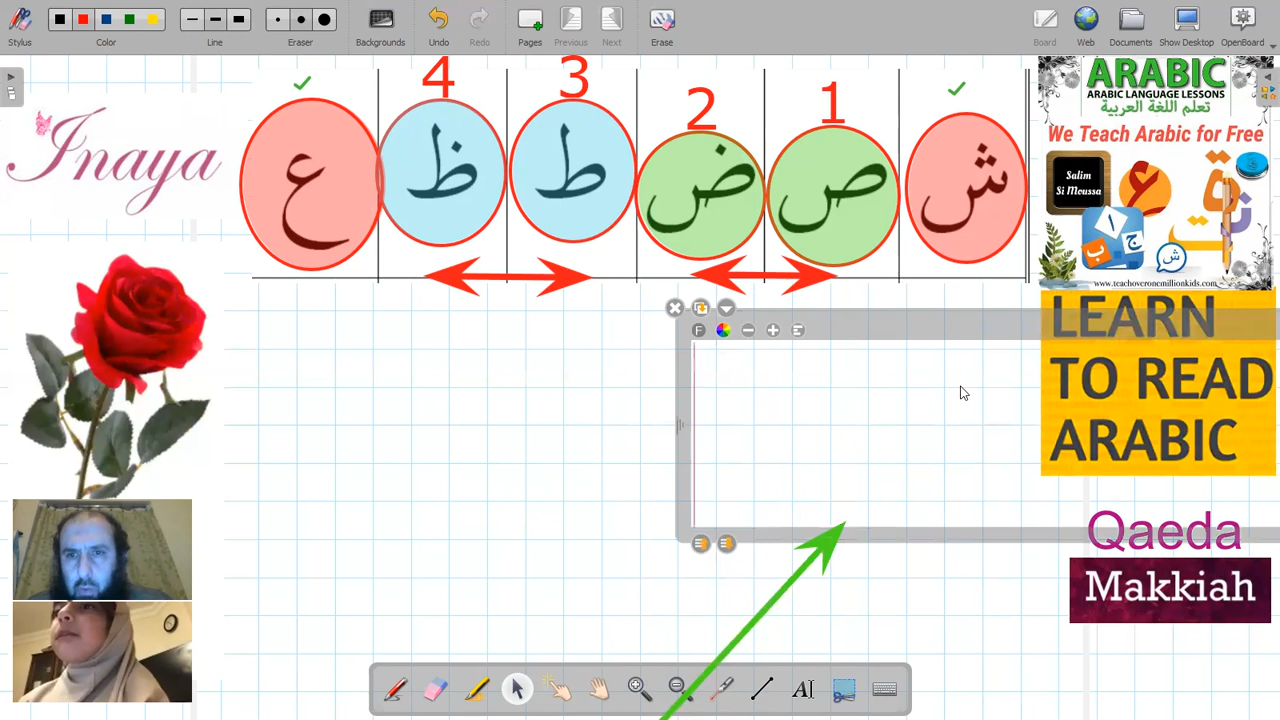 Stylus
Color
Line
Eraser
Backgrounds
Undo
Redo
Pages
Previous
Next
Erase
Board
Web
Documents
Show Desktop
OpenBoard
4
3
2
1
ش
ص
ض
ط
ظ
ع
Inaya
ARABIC
ARABIC LANGUAGE LESSONS
تعلم اللغة العربية
We Teach Arabic for Free
Salim
Si Moussa
www.teachoveronemillionkids.com
LEARN
TO READ
ARABIC
Qaeda
Makkiah
F
AI